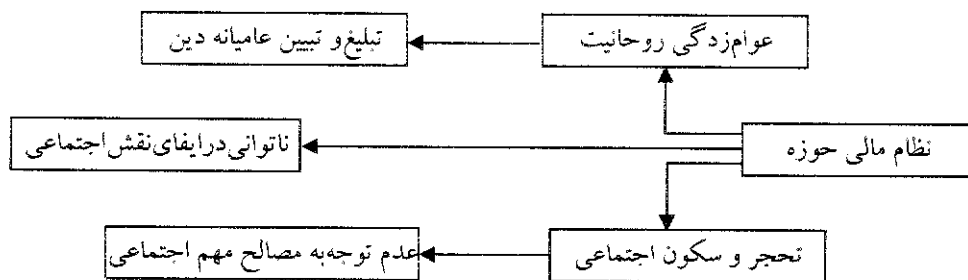 عوام‌زدگی روحانیت
تبلیغ و تبیین عامیانه دین
نظام مالی حوزه
ناتوانی در ایفای نقش اجتماعی
تحجر و سکون اجتماعی
عدم توجه به مصالح مهم اجتماعی